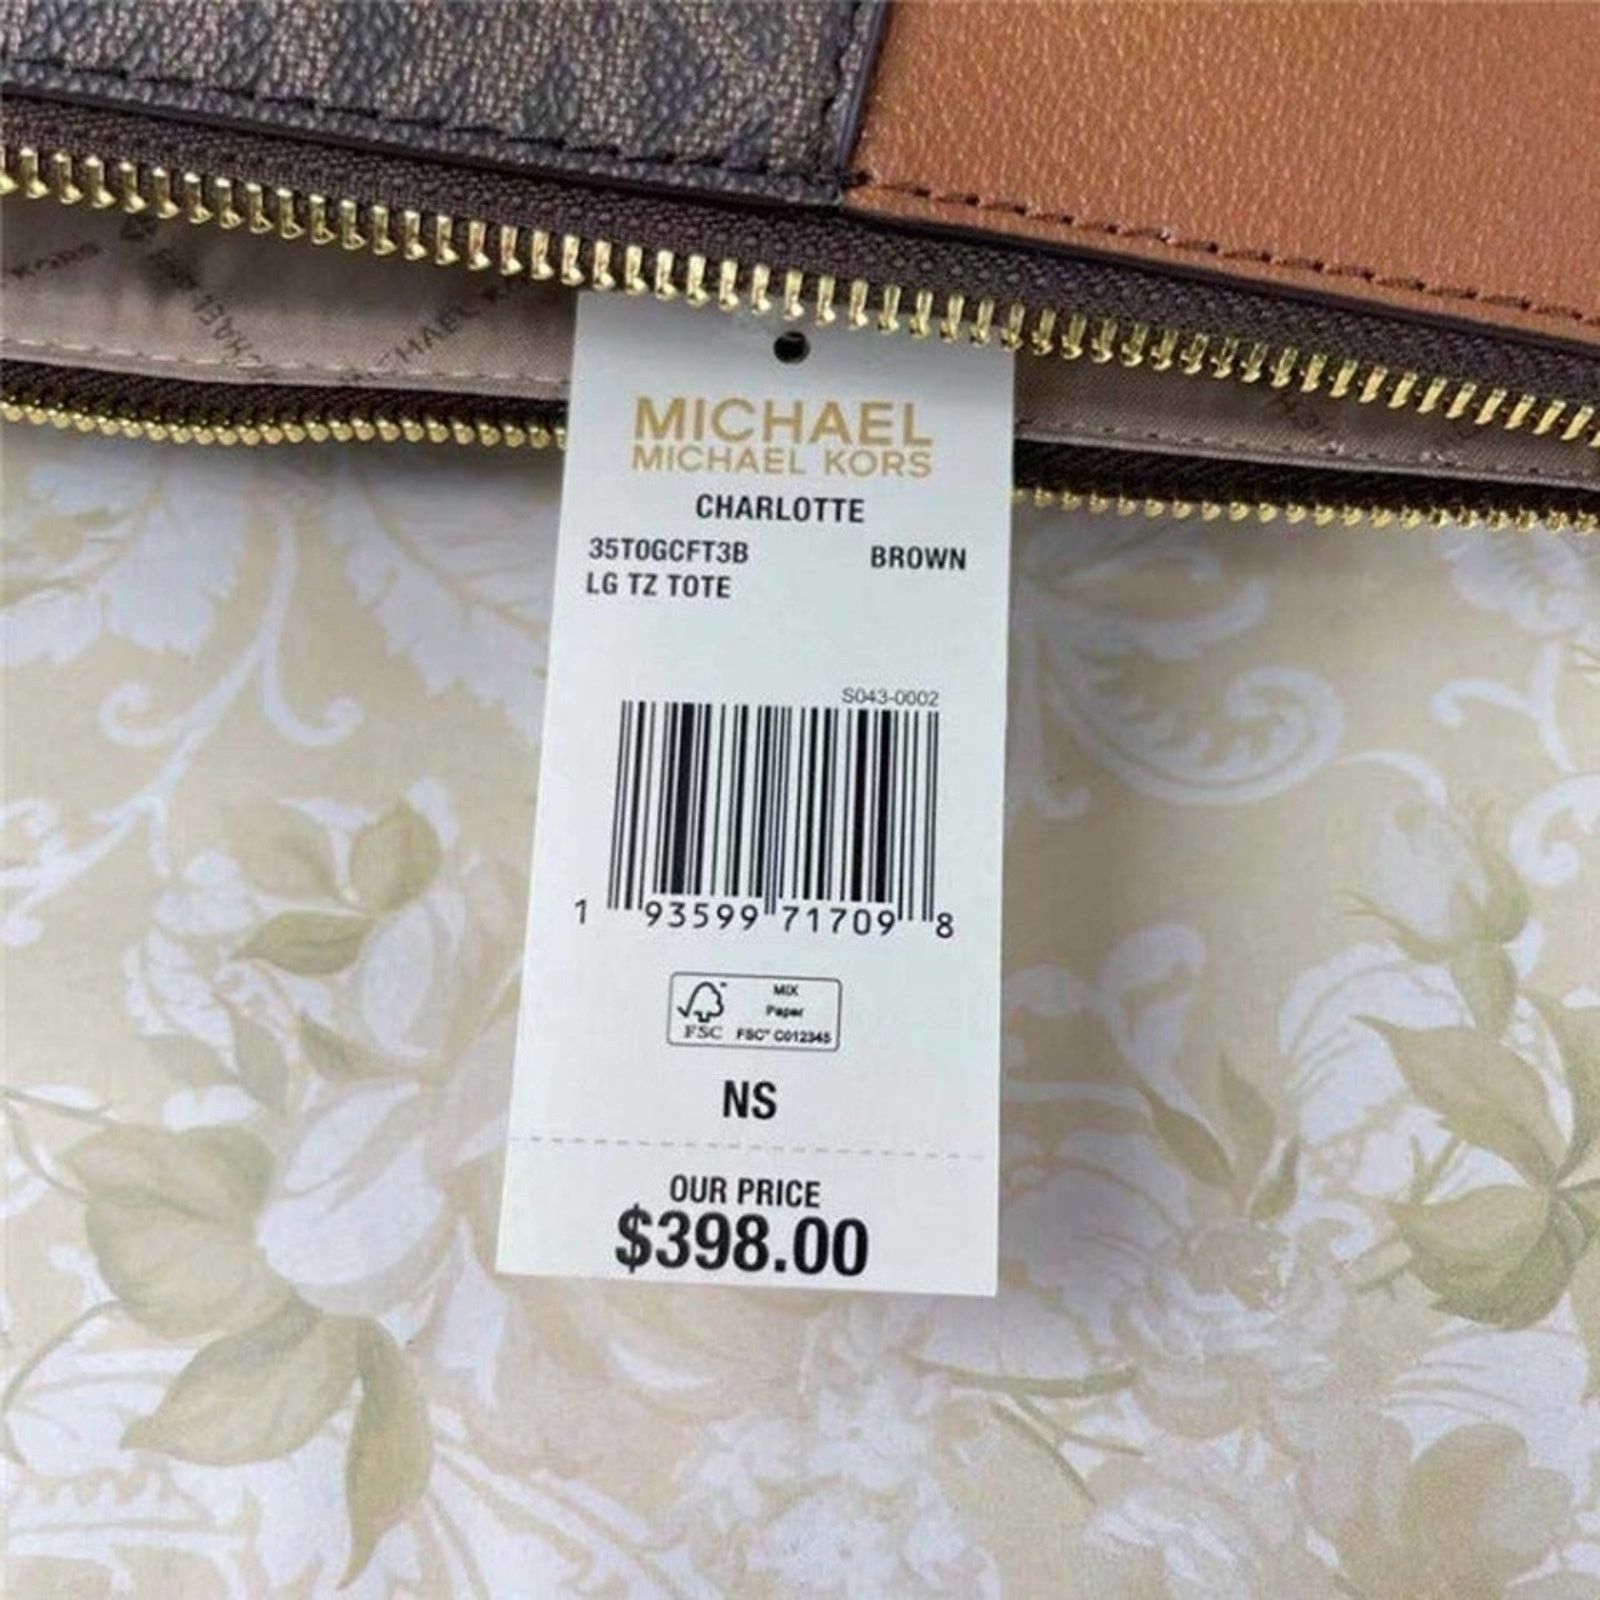 MICHAEL
MICHAEL KORS
CHARLOTTE
35T0GCFT3B BROWN
LG TZ TOTE
S043-0002
1 93599 71709 8
FSC
MIX
Paper
FSC™ C012345
NS
OUR PRICE
$398.00